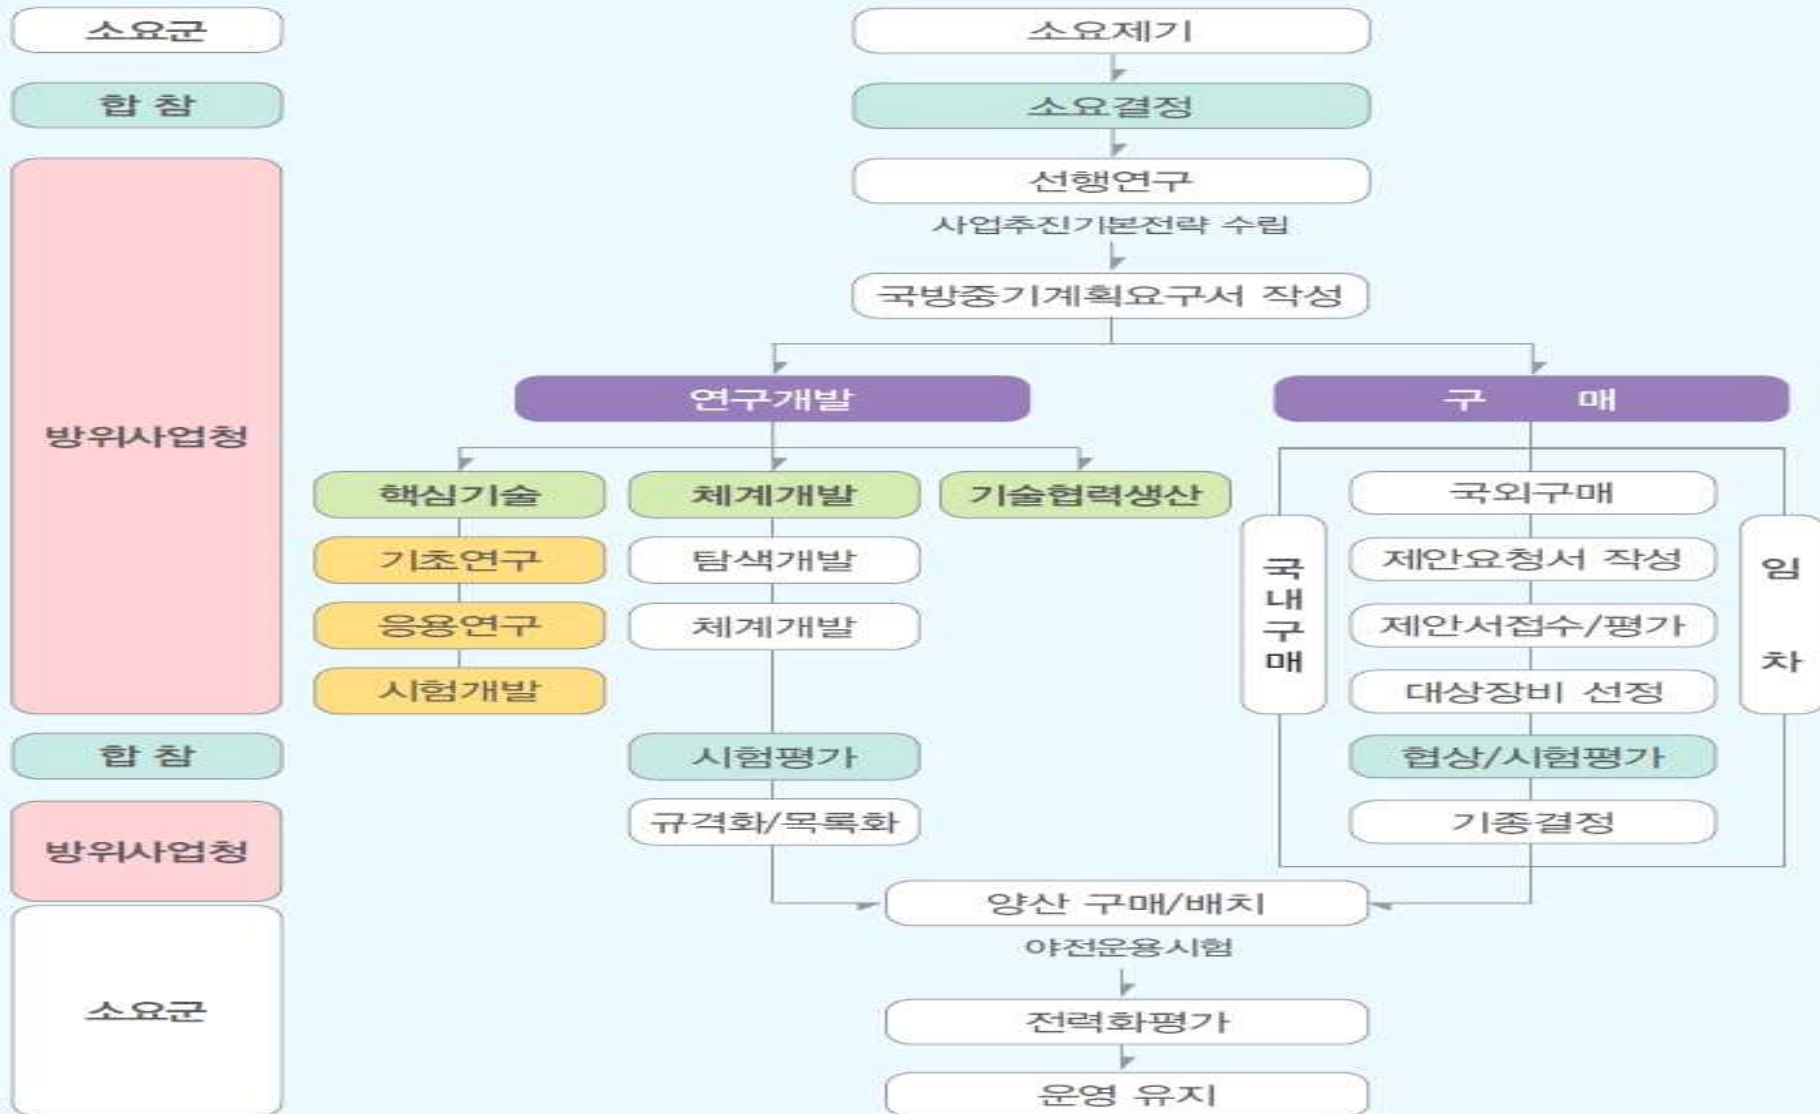 소요군
소요제기
합 참
소요결정
선행연구
사업추진기본전략 수립
국방중기계획요구서 작성
방위사업청
연구개발
구 매
핵심기술
체계개발
기술협력생산
국외구매
기초연구
탐색개발
제안요청서 작성
응용연구
체계개발
제안서접수/평가
시험개발
대상장비 선정
국내구매
임 차
합 참
시험평가
협상/시험평가
방위사업청
규격화/목록화
기종결정
양산 구매/배치
야전운용시험
소요군
전력화평가
운영 유지